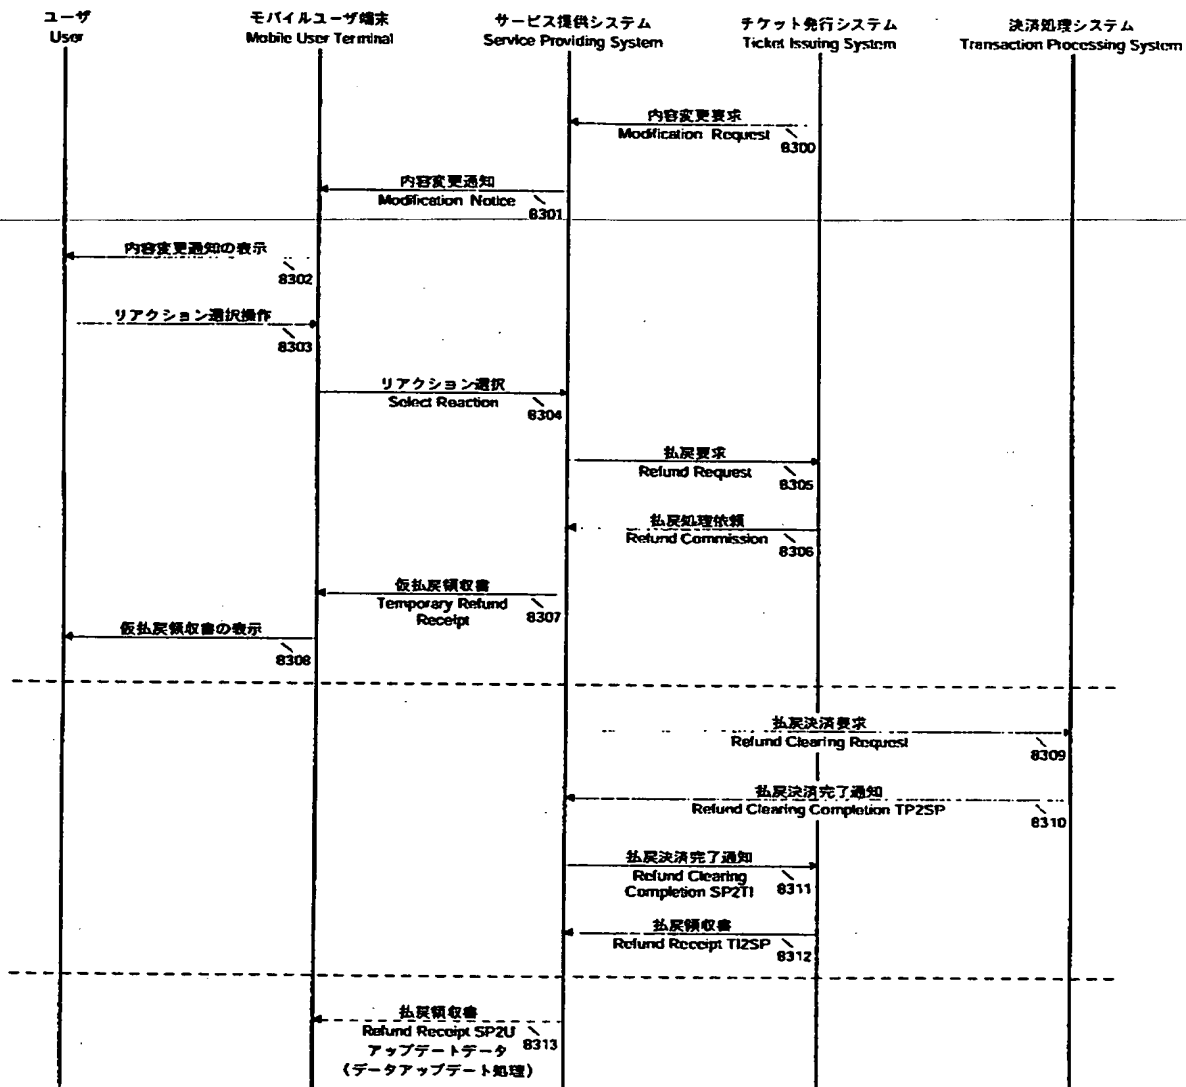 ユーザ
User
モバイルユーザ端末
Mobile User Terminal
サービス提供システム
Service Providing System
チケット発行システム
Ticket Issuing System
決済処理システム
Transaction Processing System
内容変更要求
Modification Request
8300
内容変更通知
Modification Notice
8301
内容変更通知の表示
8302
リアクション選択操作
8303
リアクション選択
Select Reaction
8304
払戻要求
Refund Request
8305
払戻処理依頼
Refund Commission
8306
仮払戻領収書
Temporary Refund
Receipt
8307
仮払戻領収書の表示
8308
払戻決済要求
Refund Clearing Request
8309
払戻決済完了通知
Refund Clearing Completion TP2SP
8310
払戻決済完了通知
Refund Clearing
Completion SP2TI
8311
払戻領収書
Refund Receipt TI2SP
8312
払戻領収書
Refund Receipt SP2U
8313
アップデートデータ
(データアップデート処理)